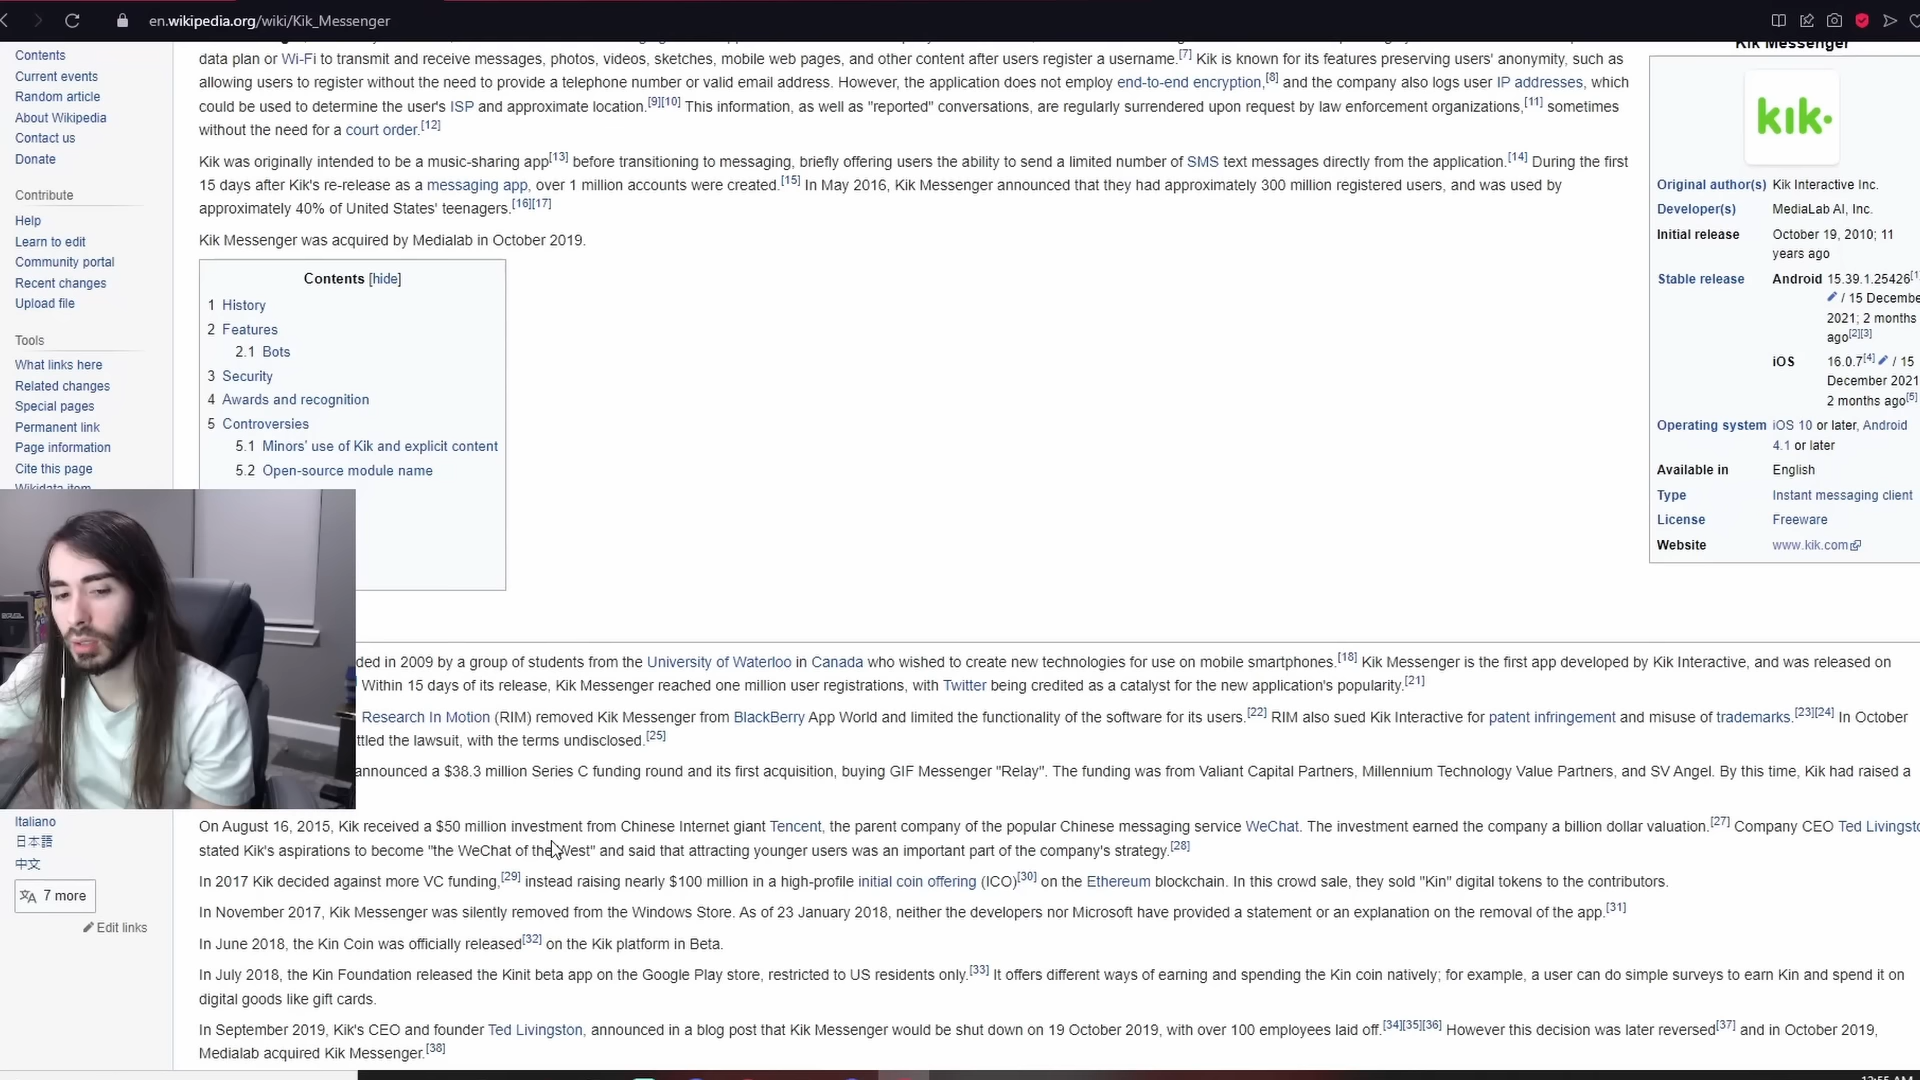 en.wikipedia.org/wiki/Kik_Messenger
Contents
Current events
Random article
About Wikipedia
Contact us
Donate
Contribute
Help
Learn to edit
Community portal
Recent changes
Upload file
Tools
What links here
Related changes
Special pages
Permanent link
Page information
Cite this page
Wikidata item
Italiano
日本語
中文
7 more
Edit links
data plan or Wi-Fi to transmit and receive messages, photos, videos, sketches, mobile web pages, and other content after users register a username.[7] Kik is known for its features preserving users' anonymity, such as
allowing users to register without the need to provide a telephone number or valid email address. However, the application does not employ end-to-end encryption,[8] and the company also logs user IP addresses, which
could be used to determine the user's ISP and approximate location.[9][10] This information, as well as "reported" conversations, are regularly surrendered upon request by law enforcement organizations,[11] sometimes
without the need for a court order.[12]
Kik was originally intended to be a music-sharing app[13] before transitioning to messaging, briefly offering users the ability to send a limited number of SMS text messages directly from the application.[14] During the first
15 days after Kik's re-release as a messaging app, over 1 million accounts were created.[15] In May 2016, Kik Messenger announced that they had approximately 300 million registered users, and was used by
approximately 40% of United States' teenagers.[16][17]
Kik Messenger was acquired by Medialab in October 2019.
Contents [hide]
1 History
2 Features
2.1 Bots
3 Security
4 Awards and recognition
5 Controversies
5.1 Minors' use of Kik and explicit content
5.2 Open-source module name
Kik Messenger
kik.
Original author(s) Kik Interactive Inc.
Developer(s) MediaLab AI, Inc.
Initial release October 19, 2010; 11
years ago
Stable release Android 15.39.1.25426[1
/ 15 Decembe
2021; 2 months
ago[2][3]
iOS 16.0.7[4] / 15
December 2021
2 months ago[5]
Operating system iOS 10 or later, Android
4.1 or later
Available in English
Type Instant messaging client
License Freeware
Website www.kik.com
ded in 2009 by a group of students from the University of Waterloo in Canada who wished to create new technologies for use on mobile smartphones.[18] Kik Messenger is the first app developed by Kik Interactive, and was released on
Within 15 days of its release, Kik Messenger reached one million user registrations, with Twitter being credited as a catalyst for the new application's popularity.[21]
Research In Motion (RIM) removed Kik Messenger from BlackBerry App World and limited the functionality of the software for its users.[22] RIM also sued Kik Interactive for patent infringement and misuse of trademarks.[23][24] In October
ttled the lawsuit, with the terms undisclosed.[25]
announced a $38.3 million Series C funding round and its first acquisition, buying GIF Messenger "Relay". The funding was from Valiant Capital Partners, Millennium Technology Value Partners, and SV Angel. By this time, Kik had raised a
On August 16, 2015, Kik received a $50 million investment from Chinese Internet giant Tencent, the parent company of the popular Chinese messaging service WeChat. The investment earned the company a billion dollar valuation.[27] Company CEO Ted Livingsto
stated Kik's aspirations to become "the WeChat of the West" and said that attracting younger users was an important part of the company's strategy.[28]
In 2017 Kik decided against more VC funding,[29] instead raising nearly $100 million in a high-profile initial coin offering (ICO)[30] on the Ethereum blockchain. In this crowd sale, they sold "Kin" digital tokens to the contributors.
In November 2017, Kik Messenger was silently removed from the Windows Store. As of 23 January 2018, neither the developers nor Microsoft have provided a statement or an explanation on the removal of the app.[31]
In June 2018, the Kin Coin was officially released[32] on the Kik platform in Beta.
In July 2018, the Kin Foundation released the Kinit beta app on the Google Play store, restricted to US residents only.[33] It offers different ways of earning and spending the Kin coin natively; for example, a user can do simple surveys to earn Kin and spend it on
digital goods like gift cards.
In September 2019, Kik's CEO and founder Ted Livingston, announced in a blog post that Kik Messenger would be shut down on 19 October 2019, with over 100 employees laid off.[34][35][36] However this decision was later reversed[37] and in October 2019,
Medialab acquired Kik Messenger.[38]